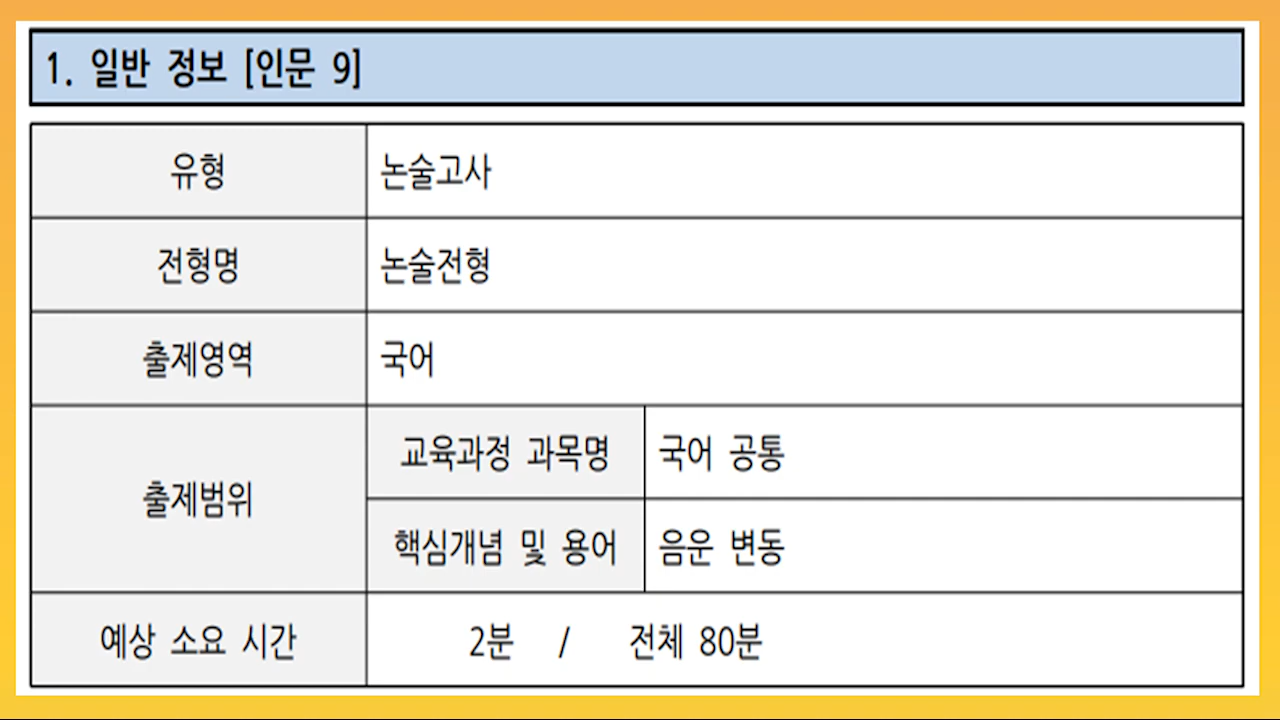 1. 일반 정보 [인문 9]
유형 논술고사
전형명 논술전형
출제영역 국어
출제범위 교육과정 과목명 국어 공통
핵심개념 및 용어 음운 변동
예상 소요 시간 2분 / 전체 80분